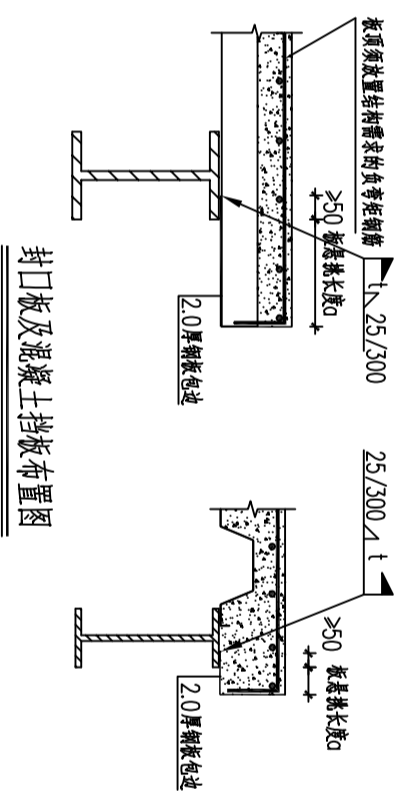 板顶须放置结构需求的负弯矩钢筋
≥50 板悬挑长度a
t 25/300
2.0厚钢板包边
25/300 t
≥50 板悬挑长度a
2.0厚钢板包边
封口板及混凝土挡板布置图